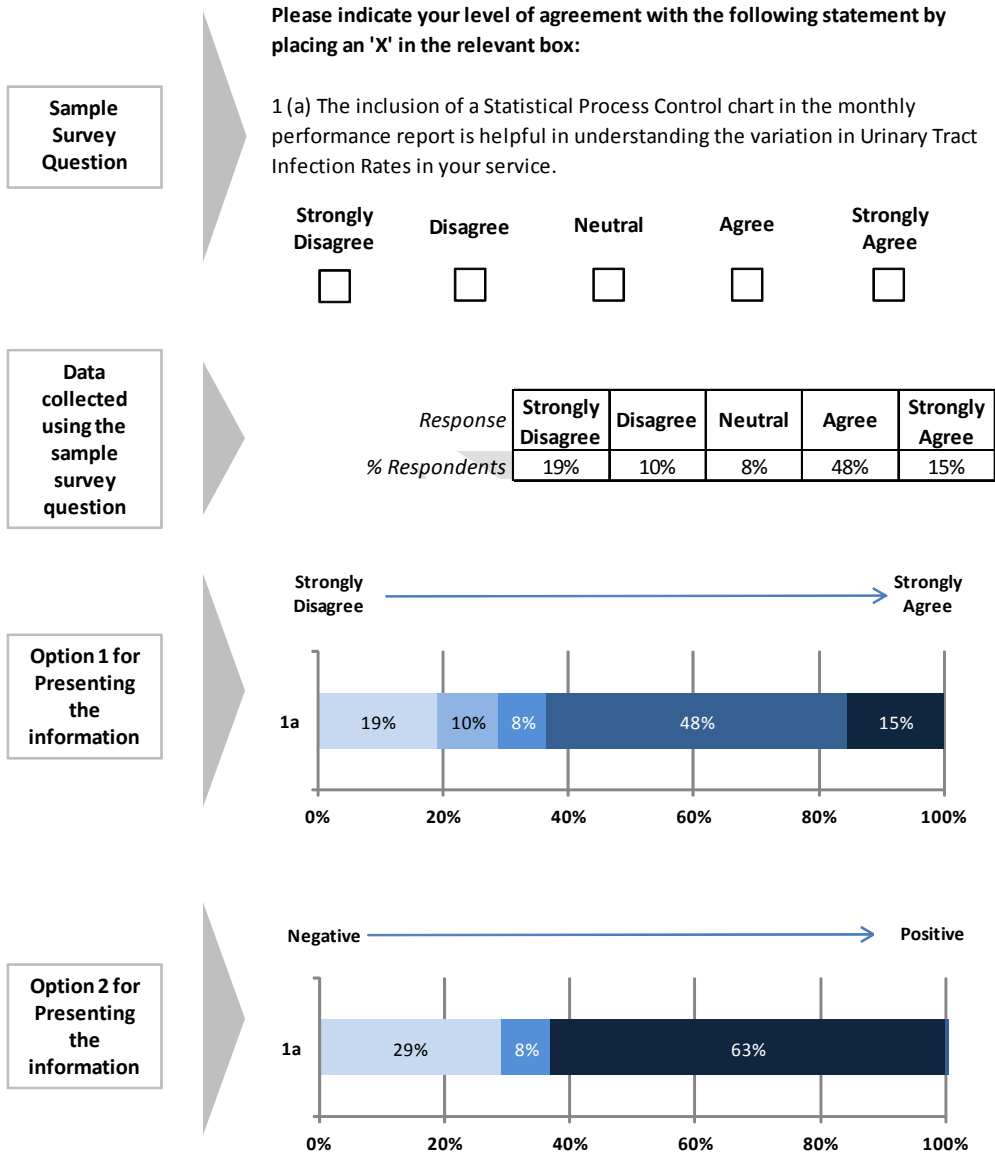 Please indicate your level of agreement with the following statement by
placing an 'X' in the relevant box:
Sample
Survey
Question
1 (a) The inclusion of a Statistical Process Control chart in the monthly
performance report is helpful in understanding the variation in Urinary Tract
Infection Rates in your service.
Strongly
Disagree
Disagree
Neutral
Agree
Strongly
Agree
Data
collected
using the
sample
survey
question
Response
Strongly
Disagree
Disagree
Neutral
Agree
Strongly
Agree
% Respondents 19% 10% 8% 48% 15%
Option 1 for
Presenting
the
information
Strongly
Disagree
Strongly
Agree
1a 19% 10% 8% 48% 15%
0% 20% 40% 60% 80% 100%
Option 2 for
Presenting
the
information
Negative Positive
1a 29% 8% 63%
0% 20% 40% 60% 80% 100%